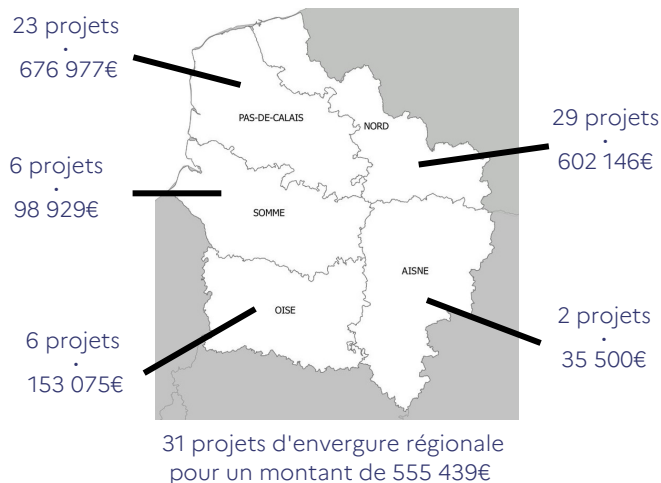 23 projets
·
676 977€
PAS-DE-CALAIS
NORD
29 projets
·
602 146€
6 projets
·
98 929€
SOMME
AISNE
OISE
6 projets
·
153 075€
2 projets
·
35 500€
31 projets d'envergure régionale
pour un montant de 555 439€